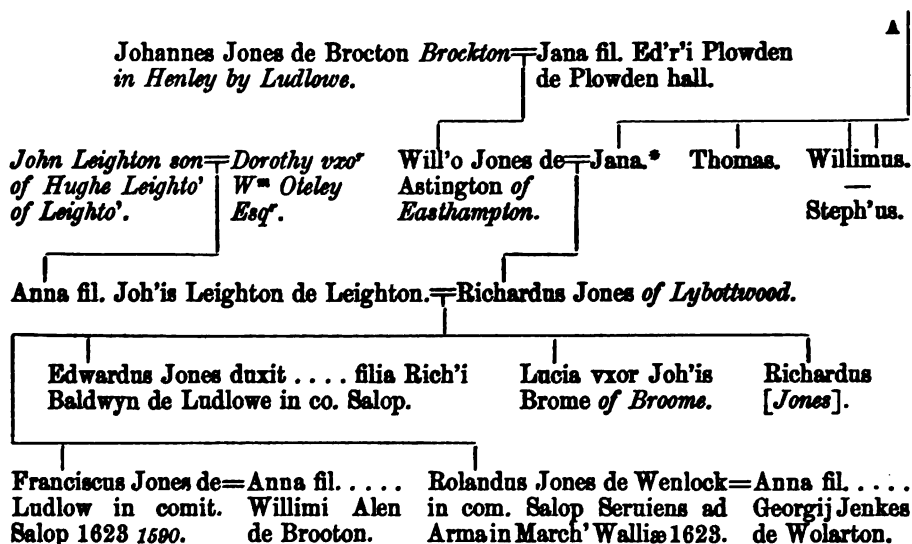 A
Johannes Jones de Brocton Brockton=Jana fil. Ed'r'i Plowden
in Henley by Ludlowe. de Plowden hall.
John Leighton son=Dorothy vxoʳ Will'o Jones de=Jana.* Thomas. Willimus.
of Hughe Leighto' Wᵐ Oteley Astington of —
of Leighto'. Esqʳ. Easthampton. Steph'us.
Anna fil. Joh'is Leighton de Leighton.=Richardus Jones of Lybottwood.
Edwardus Jones duxit .... filia Rich'i Lucia vxor Joh'is Richardus
Baldwyn de Ludlowe in co. Salop. Brome of Broome. [Jones].
Franciscus Jones de=Anna fil..... Rolandus Jones de Wenlock=Anna fil.....
Ludlow in comit. Willimi Alen in com. Salop Seruiens ad Georgij Jenkes
Salop 1623 1590. de Brooton. Arma in March' Walliæ 1623. de Wolarton.